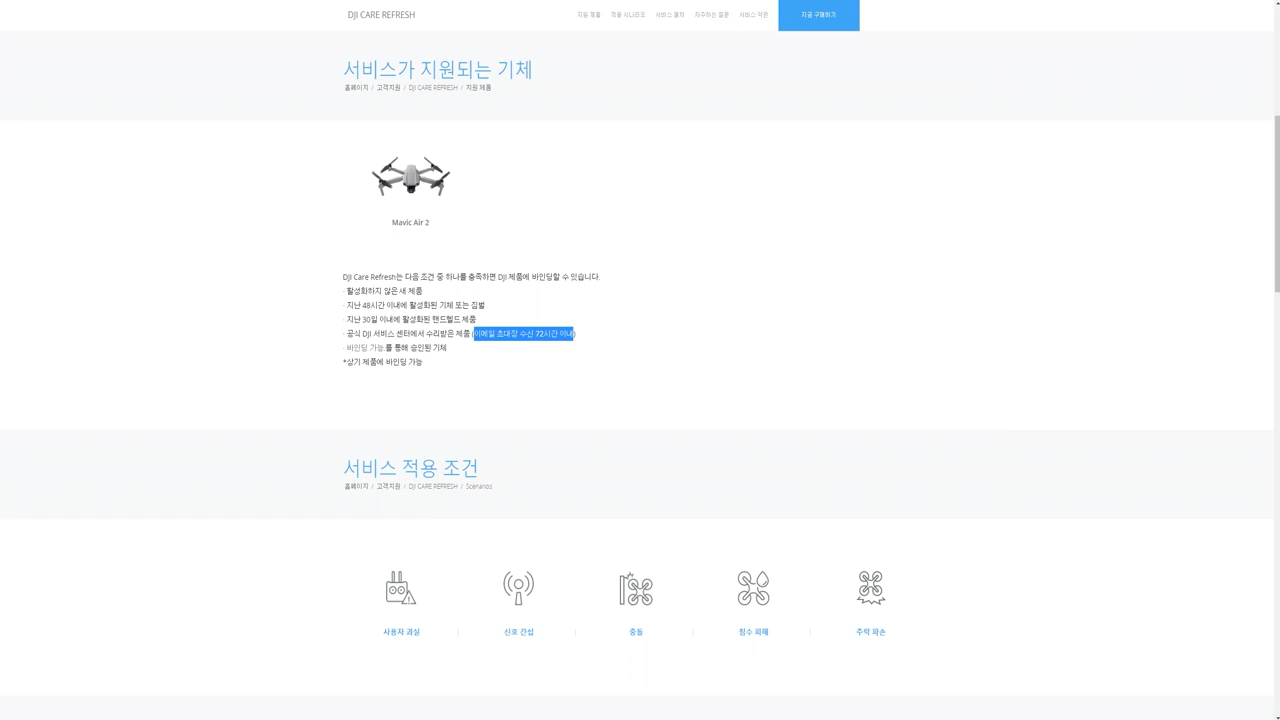 DJI CARE REFRESH
지원 제품 적용 시나리오 서비스 절차 자주하는 질문 서비스 약관 지금 구매하기
서비스가 지원되는 기체
홈페이지 / 고객지원 / DJI CARE REFRESH / 지원 제품
Mavic Air 2
DJI Care Refresh는 다음 조건 중 하나를 충족하면 DJI 제품에 바인딩할 수 있습니다.
· 활성화하지 않은 새 제품
· 지난 48시간 이내에 활성화된 기체 또는 짐벌
· 지난 30일 이내에 활성화된 핸드헬드 제품
· 공식 DJI 서비스 센터에서 수리받은 제품 (이메일 초대장 수신 72시간 이내)
· 바인딩 가능.를 통해 승인된 기체
*상기 제품에 바인딩 가능
서비스 적용 조건
홈페이지 / 고객지원 / DJI CARE REFRESH / Scenarios
사용자 과실 | 신호 간섭 | 충돌 | 침수 피해 | 추락 파손